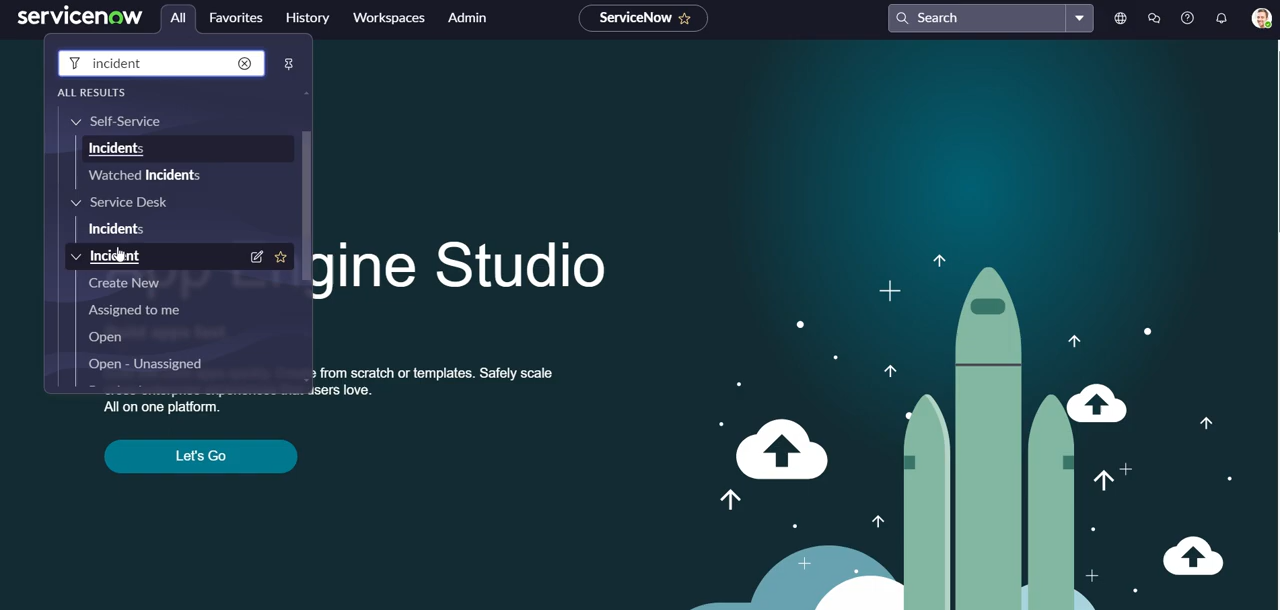 servicenow All Favorites History Workspaces Admin ServiceNow Search
incident
ALL RESULTS
Self-Service
Incidents
Watched Incidents
Service Desk
Incidents
Incident
Create New
Assigned to me
Open
Open - Unassigned
gine Studio
from scratch or templates. Safely scale
users love.
All on one platform.
Let's Go